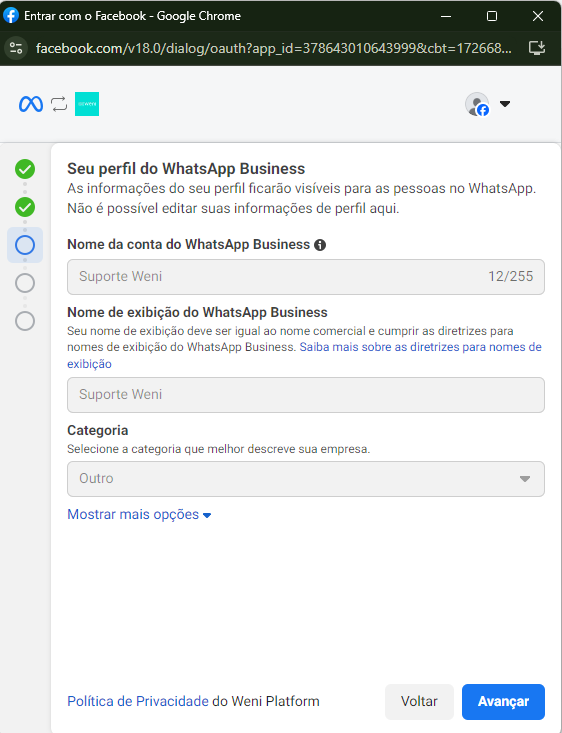 Entrar com o Facebook - Google Chrome
facebook.com/v18.0/dialog/oauth?app_id=378643010643999&cbt=172668...
Seu perfil do WhatsApp Business
As informações do seu perfil ficarão visíveis para as pessoas no WhatsApp.
Não é possível editar suas informações de perfil aqui.
Nome da conta do WhatsApp Business
Suporte Weni 12/255
Nome de exibição do WhatsApp Business
Seu nome de exibição deve ser igual ao nome comercial e cumprir as diretrizes para
nomes de exibição do WhatsApp Business. Saiba mais sobre as diretrizes para nomes de
exibição
Suporte Weni
Categoria
Selecione a categoria que melhor descreve sua empresa.
Outro
Mostrar mais opções
Política de Privacidade do Weni Platform Voltar Avançar